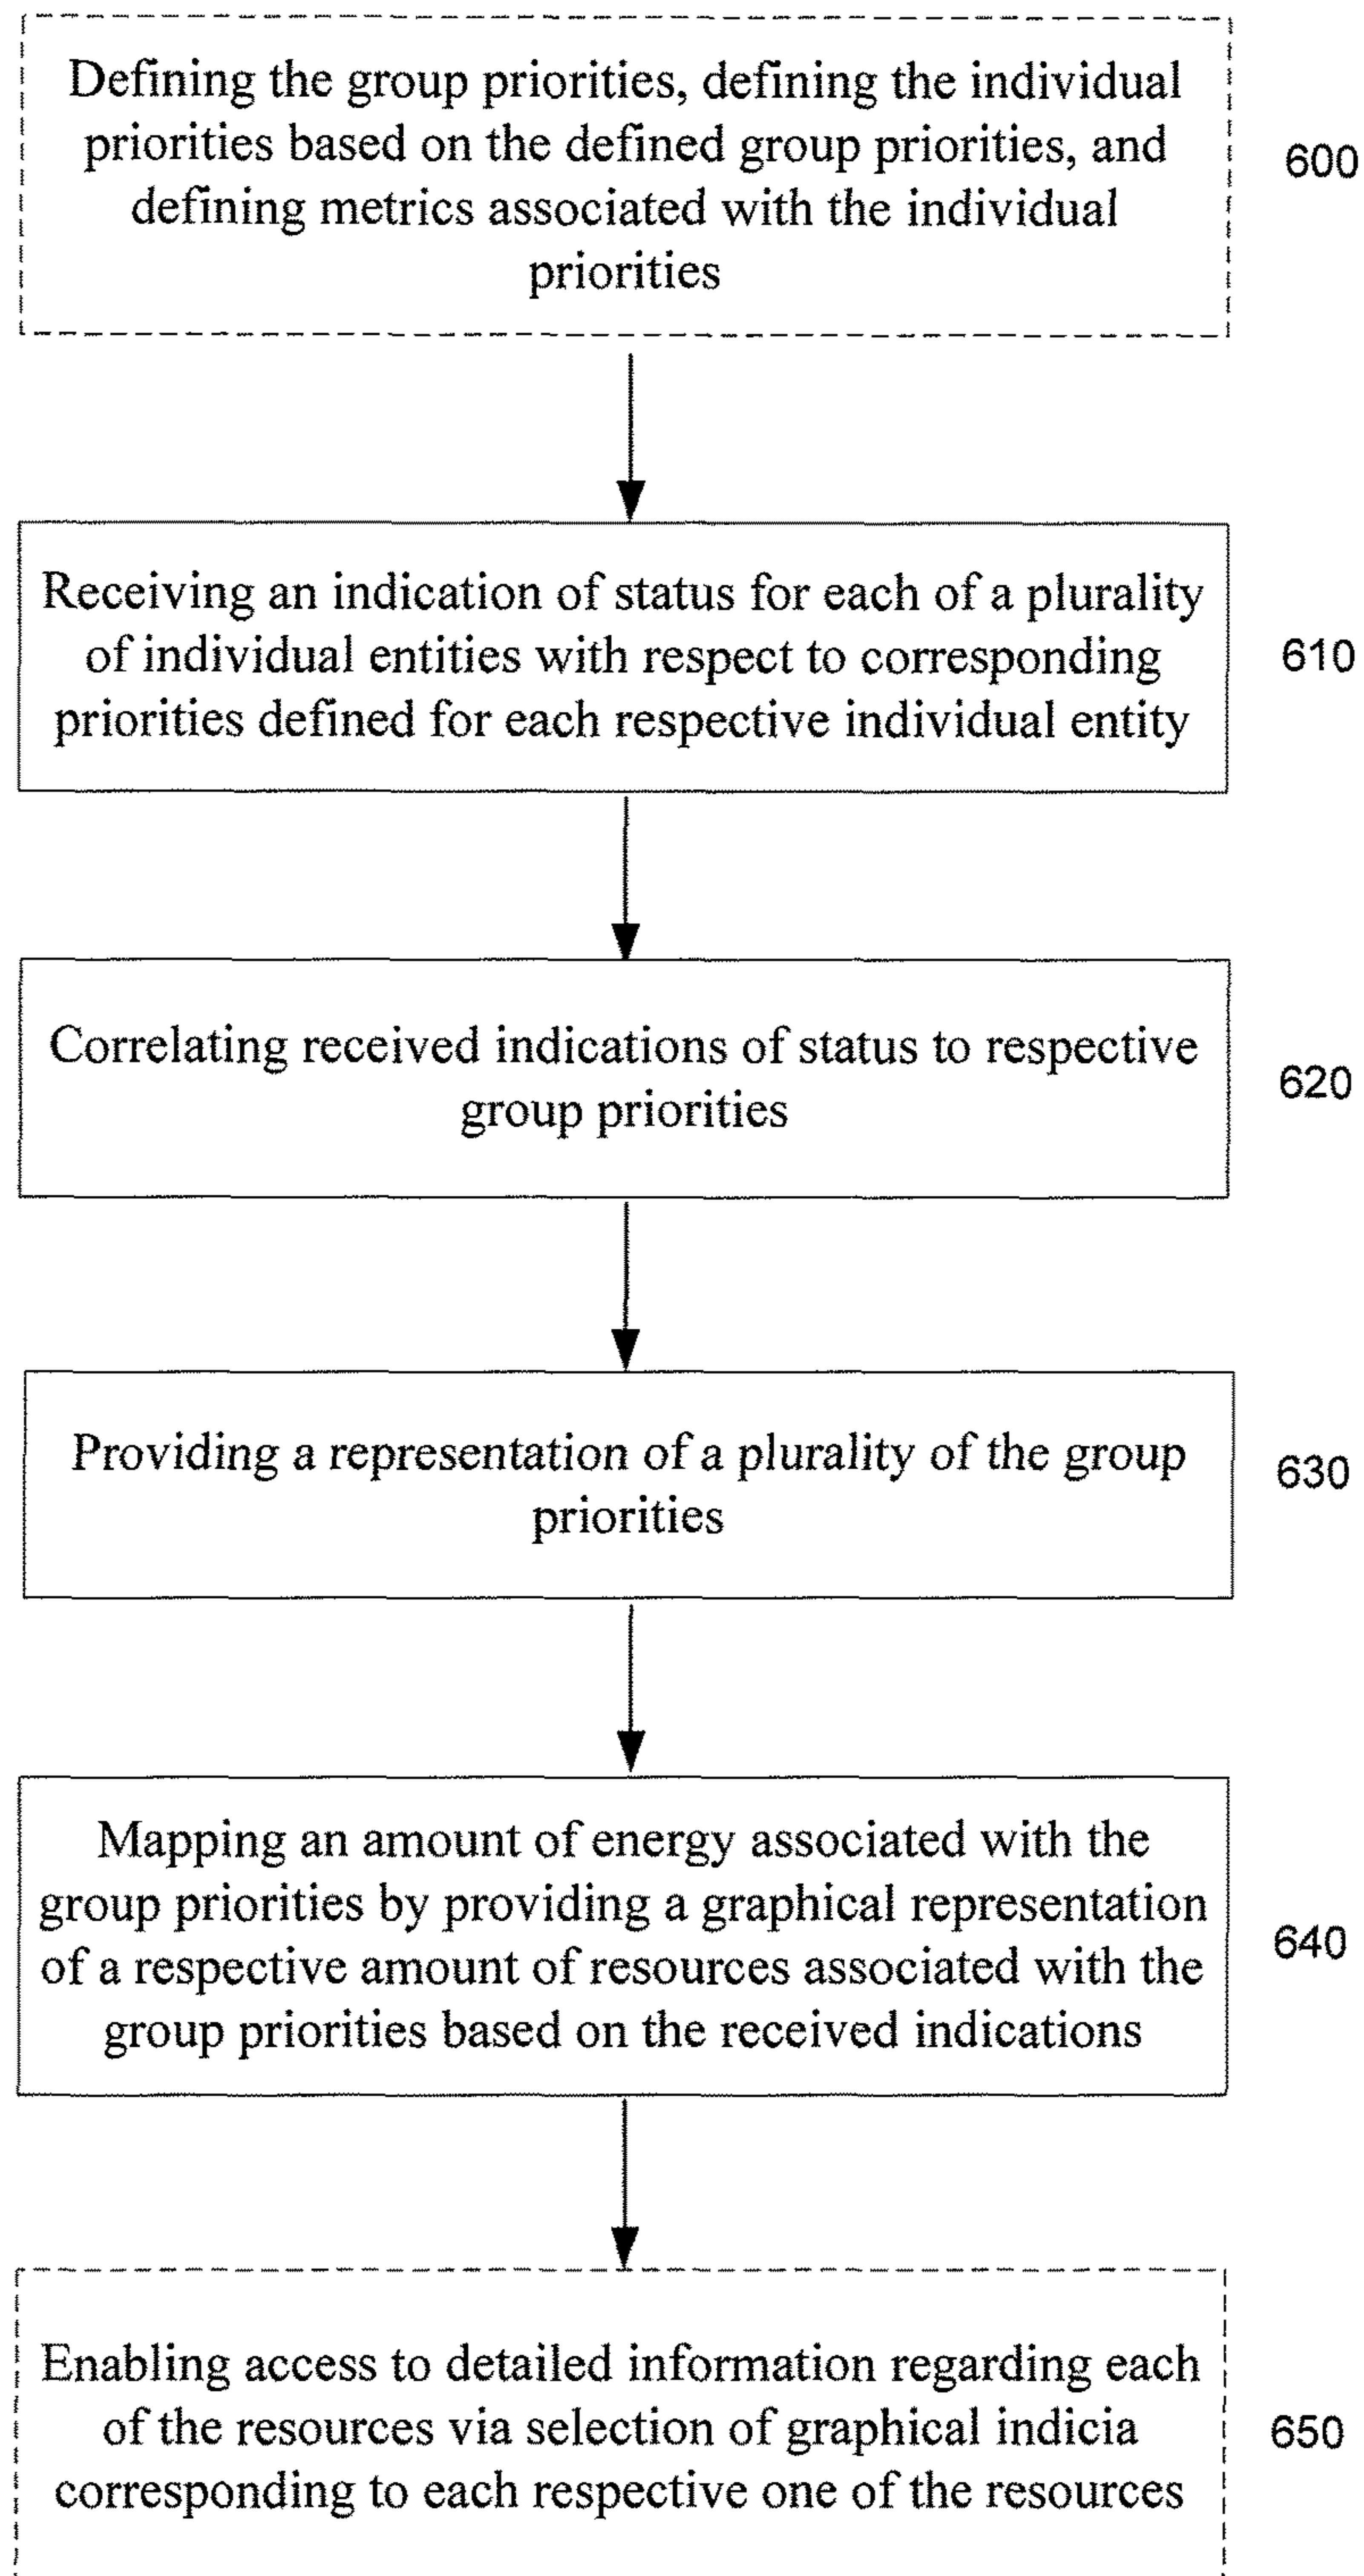 Defining the group priorities, defining the individual
priorities based on the defined group priorities, and
defining metrics associated with the individual
priorities
600
Receiving an indication of status for each of a plurality
of individual entities with respect to corresponding
priorities defined for each respective individual entity
610
Correlating received indications of status to respective
group priorities
620
Providing a representation of a plurality of the group
priorities
630
Mapping an amount of energy associated with the
group priorities by providing a graphical representation
of a respective amount of resources associated with the
group priorities based on the received indications
640
Enabling access to detailed information regarding each
of the resources via selection of graphical indicia
corresponding to each respective one of the resources
650